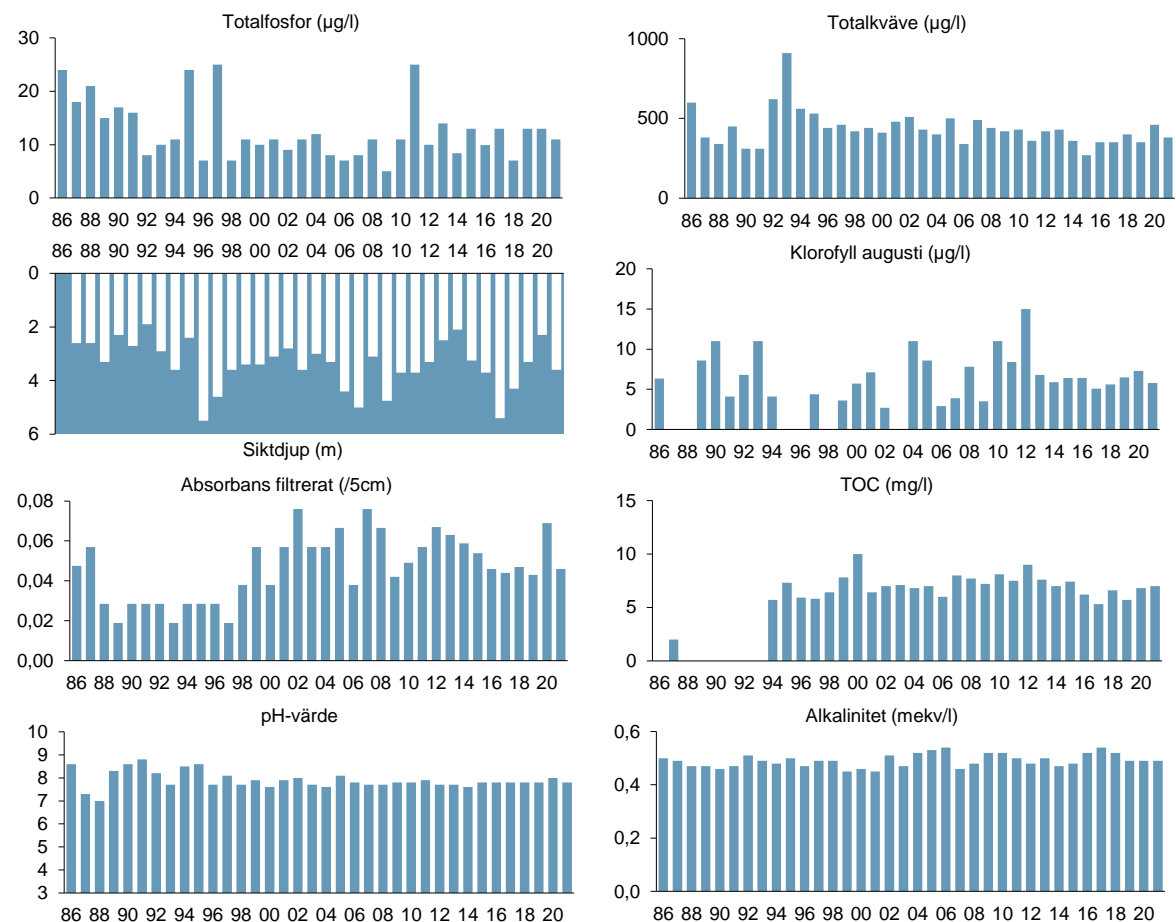 Totalfosfor (µg/l)
30
20
10
0
86 88 90 92 94 96 98 00 02 04 06 08 10 12 14 16 18 20
Totalkväve (µg/l)
1000
500
0
86 88 90 92 94 96 98 00 02 04 06 08 10 12 14 16 18 20
86 88 90 92 94 96 98 00 02 04 06 08 10 12 14 16 18 20
0
2
4
6
Siktdjup (m)
Klorofyll augusti (µg/l)
20
15
10
5
0
86 88 90 92 94 96 98 00 02 04 06 08 10 12 14 16 18 20
Absorbans filtrerat (/5cm)
0,08
0,06
0,04
0,02
0,00
86 88 90 92 94 96 98 00 02 04 06 08 10 12 14 16 18 20
TOC (mg/l)
15
10
5
0
86 88 90 92 94 96 98 00 02 04 06 08 10 12 14 16 18 20
pH-värde
10
9
8
7
6
5
4
3
86 88 90 92 94 96 98 00 02 04 06 08 10 12 14 16 18 20
Alkalinitet (mekv/l)
0,6
0,4
0,2
0,0
86 88 90 92 94 96 98 00 02 04 06 08 10 12 14 16 18 20